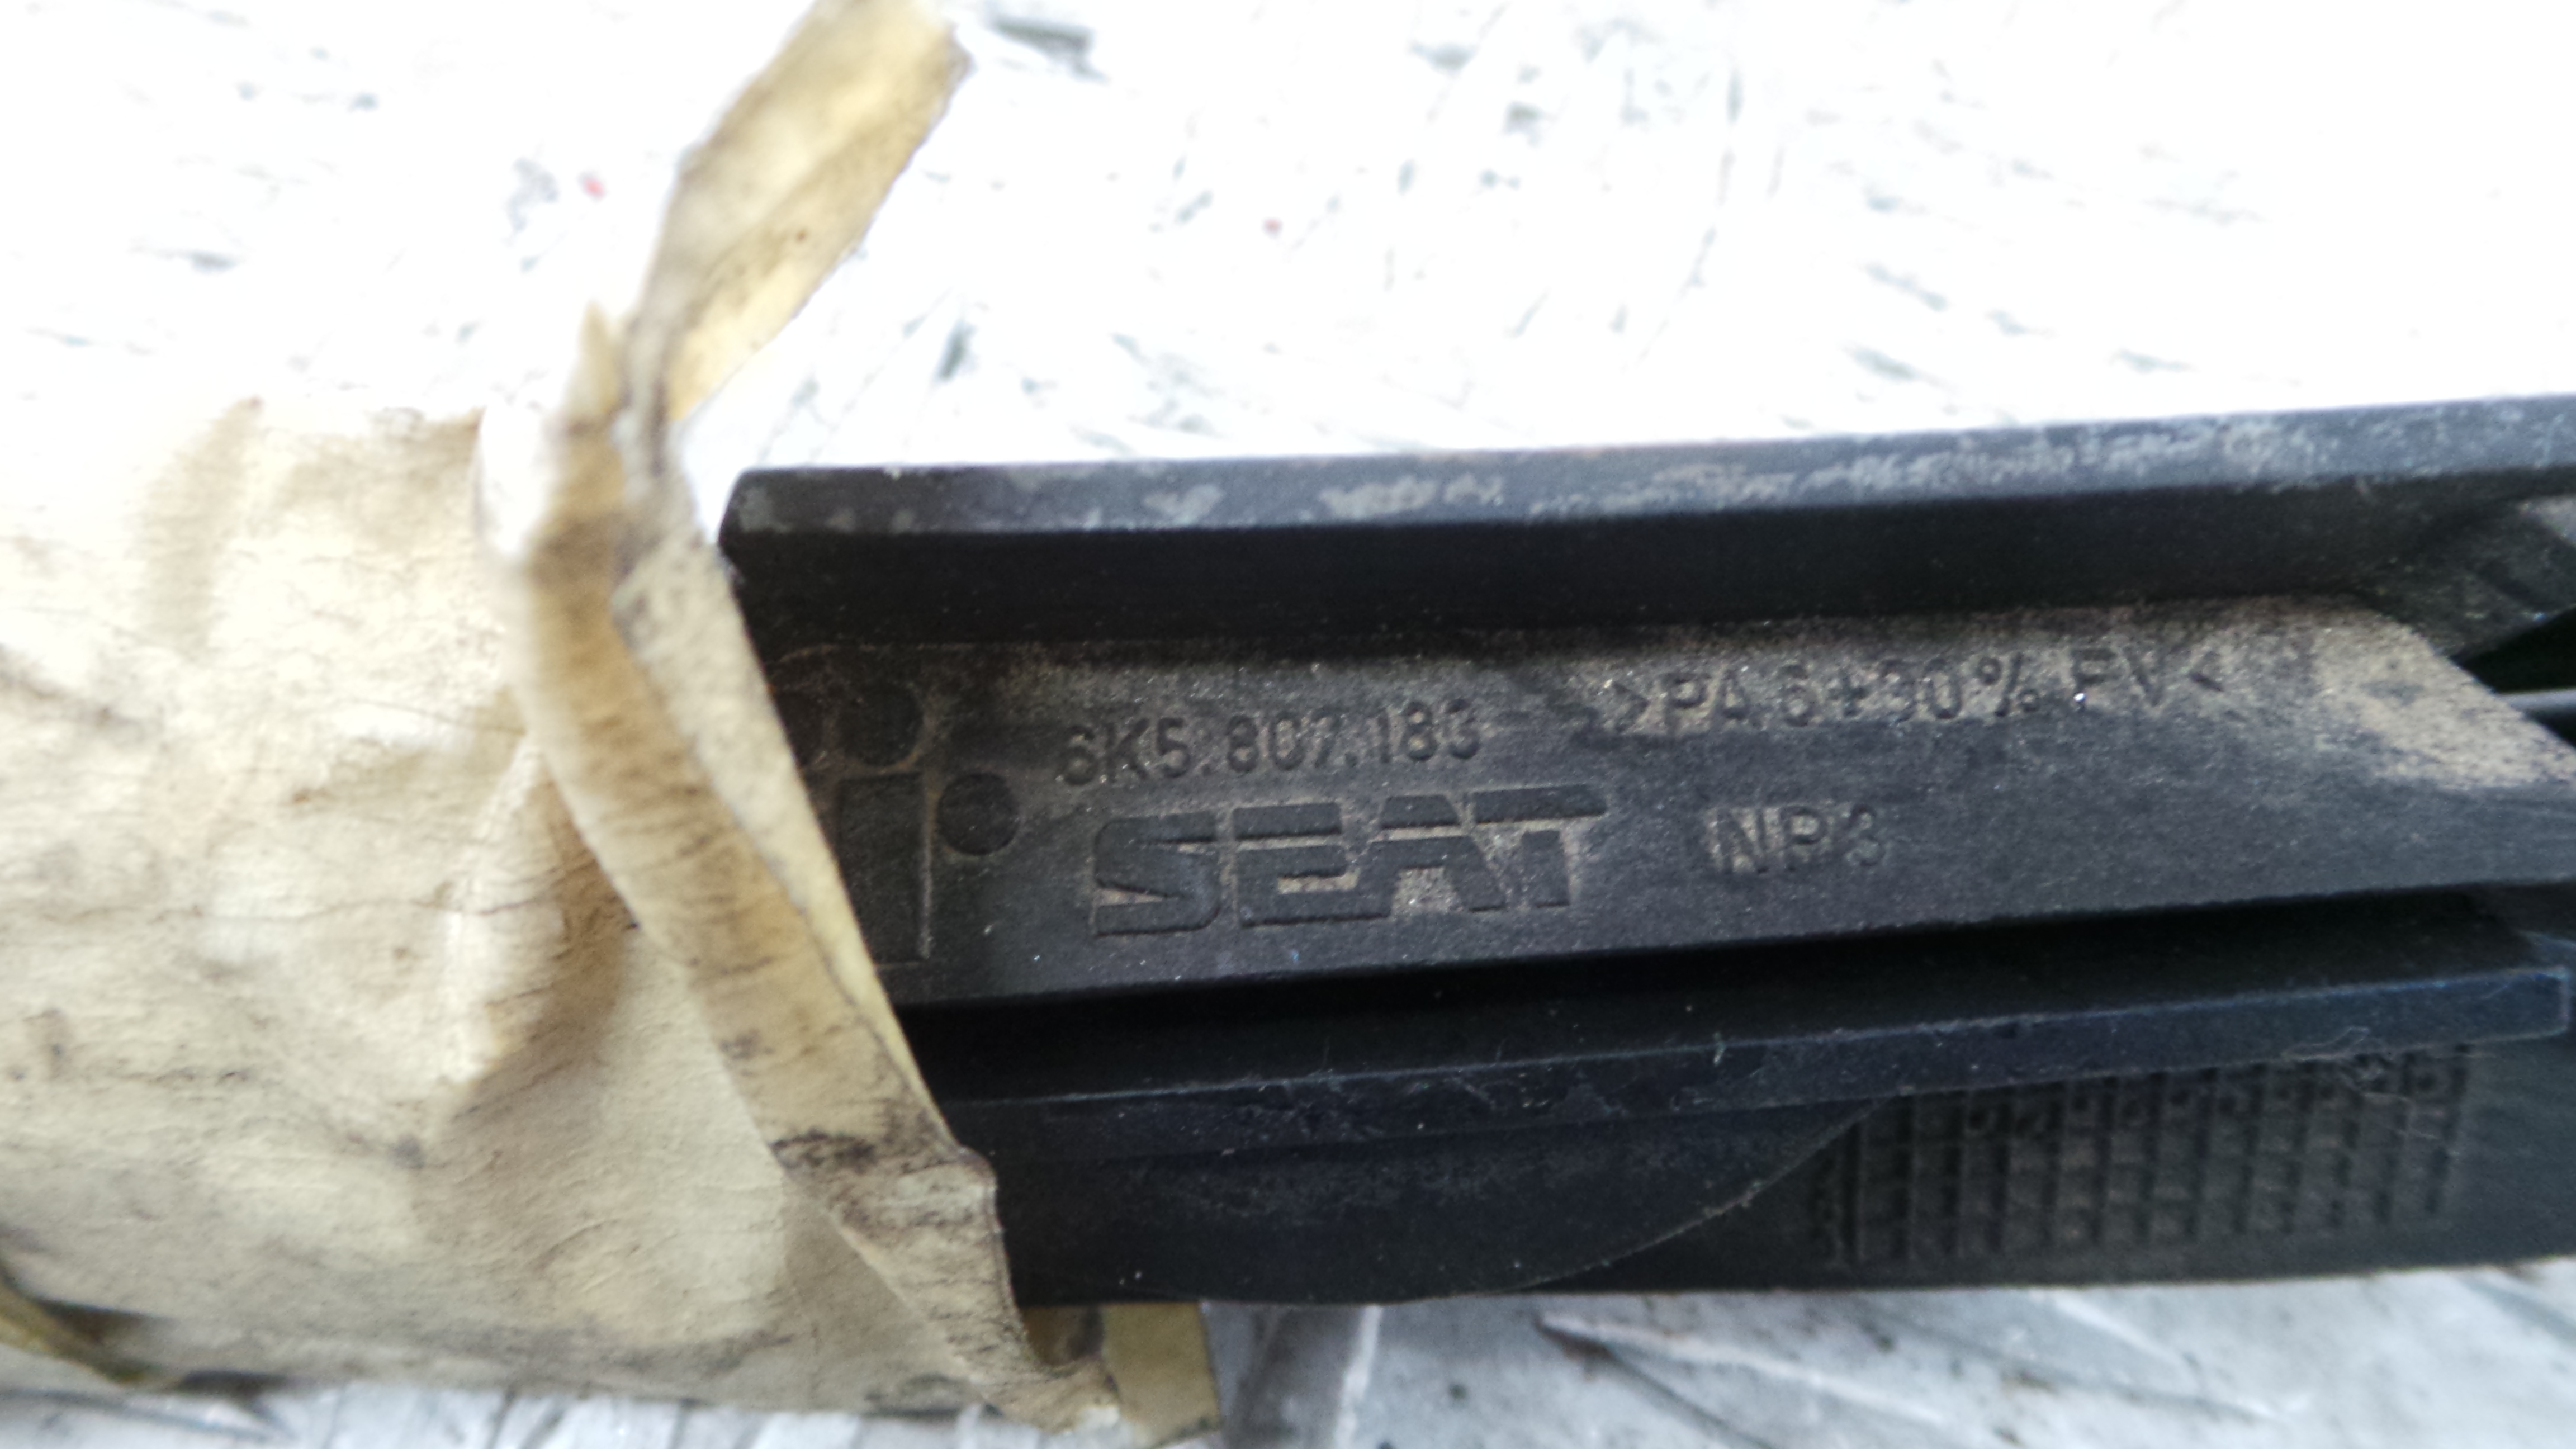 6K5.807.183
>PA 6+30% FV<
SEAT
NP3